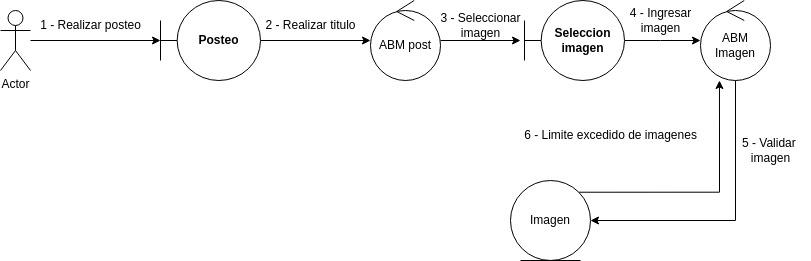 1 - Realizar posteo
2 - Realizar titulo
3 - Seleccionar
imagen
4 - Ingresar
imagen
Actor
Posteo
ABM post
Seleccion
imagen
ABM
Imagen
6 - Limite excedido de imagenes
5 - Validar
imagen
Imagen